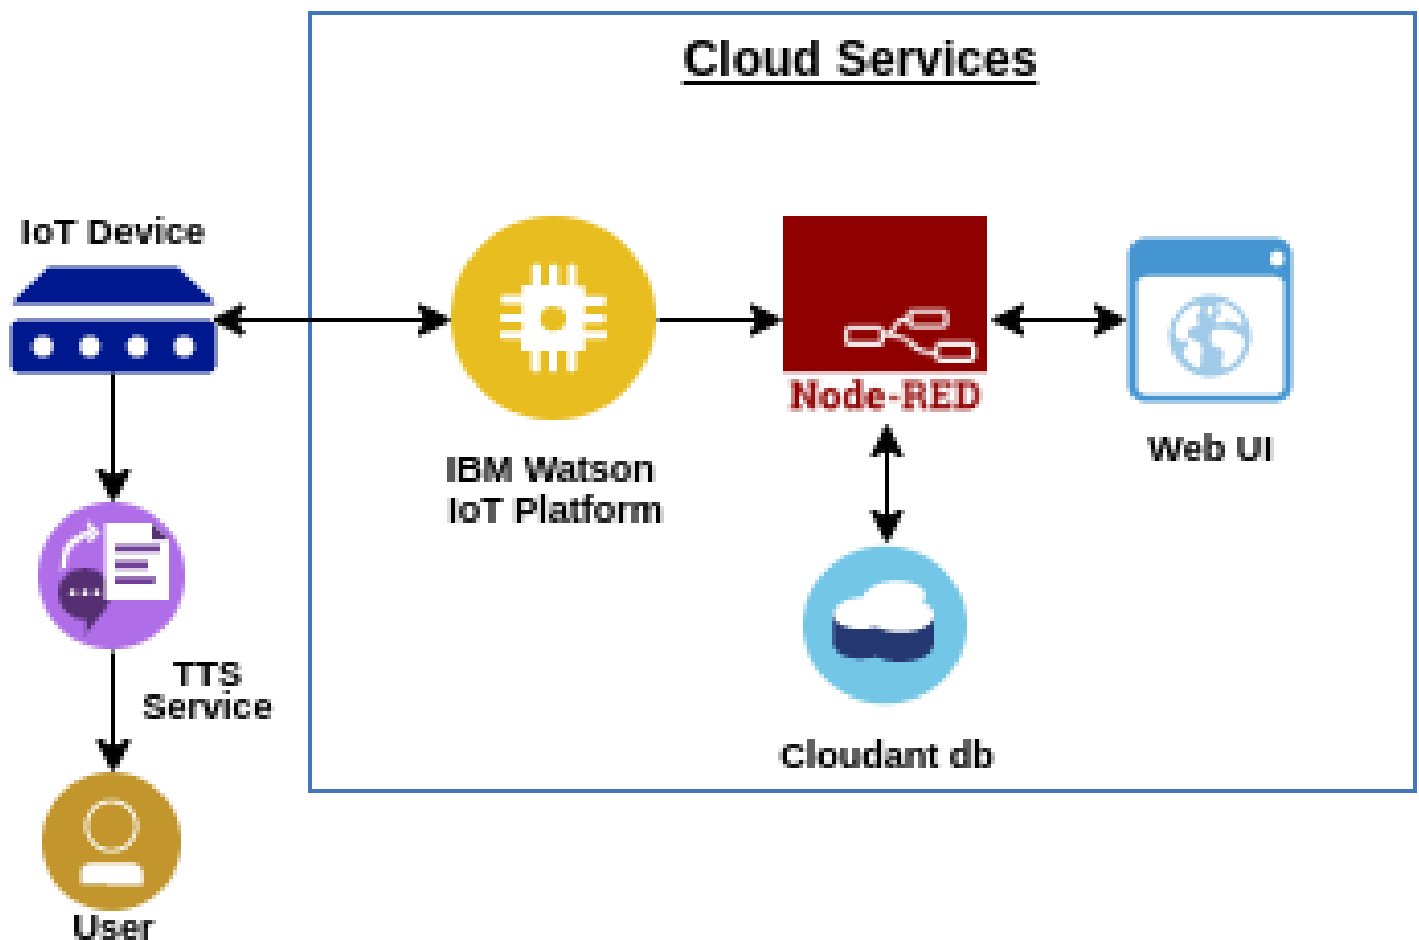 Cloud Services
IoT Device
Node-RED
IBM Watson
IoT Platform
Web UI
TTS
Service
Cloudant db
User